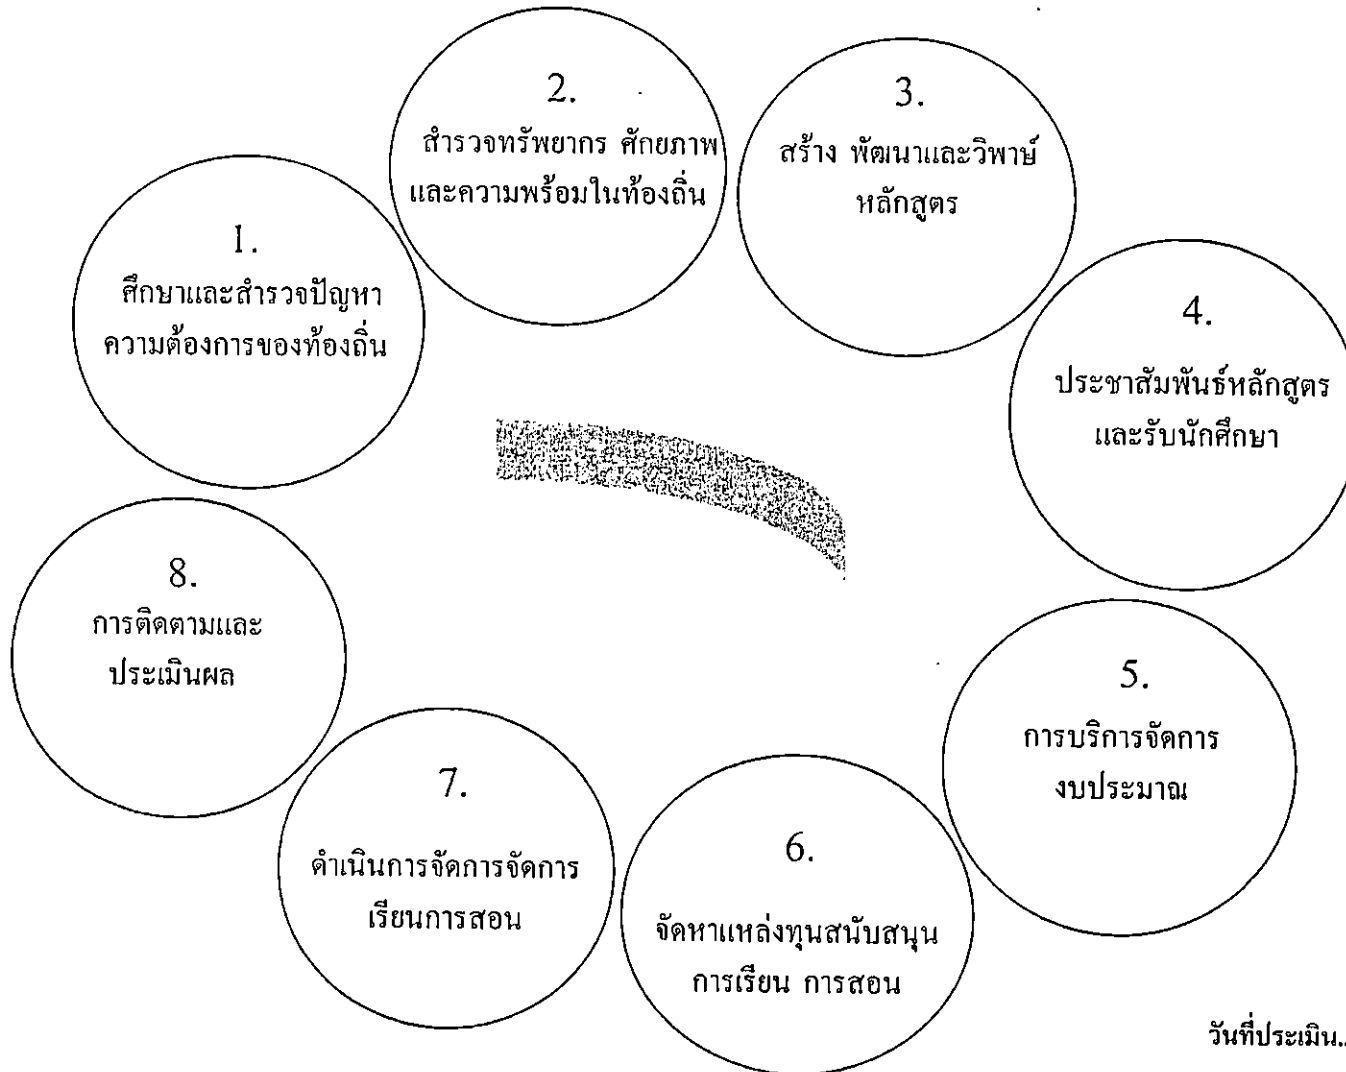 1.
ศึกษาและสำรวจปัญหา
ความต้องการของท้องถิ่น
2.
สำรวจทรัพยากร ศักยภาพ
และความพร้อมในท้องถิ่น
3.
สร้าง พัฒนาและวิพาษ์
หลักสูตร
4.
ประชาสัมพันธ์หลักสูตร
และรับนักศึกษา
5.
การบริการจัดการ
งบประมาณ
6.
จัดหาแหล่งทุนสนับสนุน
การเรียน การสอน
7.
ดำเนินการจัดการจัดการ
เรียนการสอน
8.
การติดตามและ
ประเมินผล
วันที่ประเมิน..